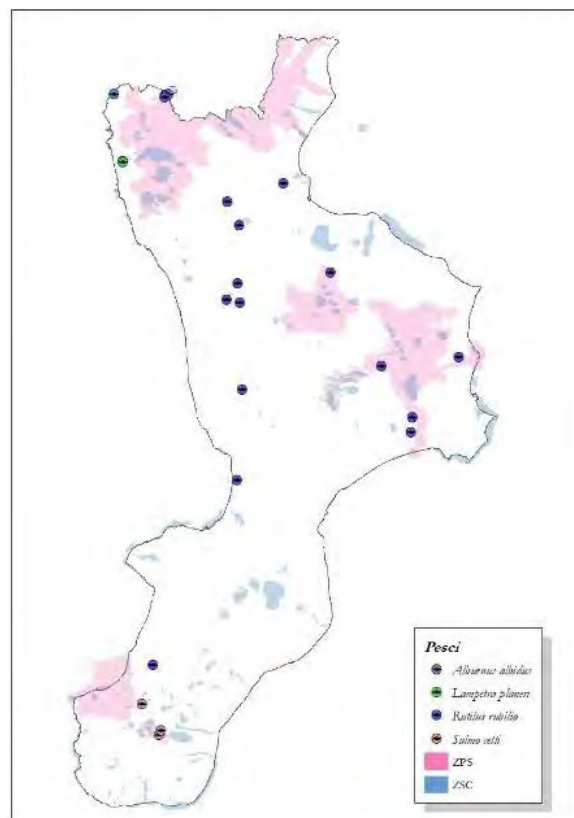 Pesci
Alburnus albidus
Lampetra planeri
Rutilus rubilio
Salmo cetti
ZPS
ZSC